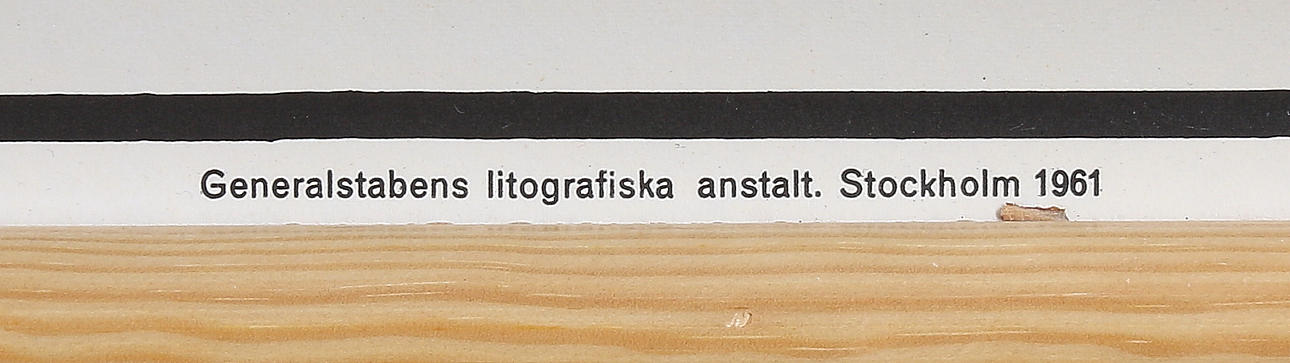 Generalstabens litografiska anstalt. Stockholm 1961